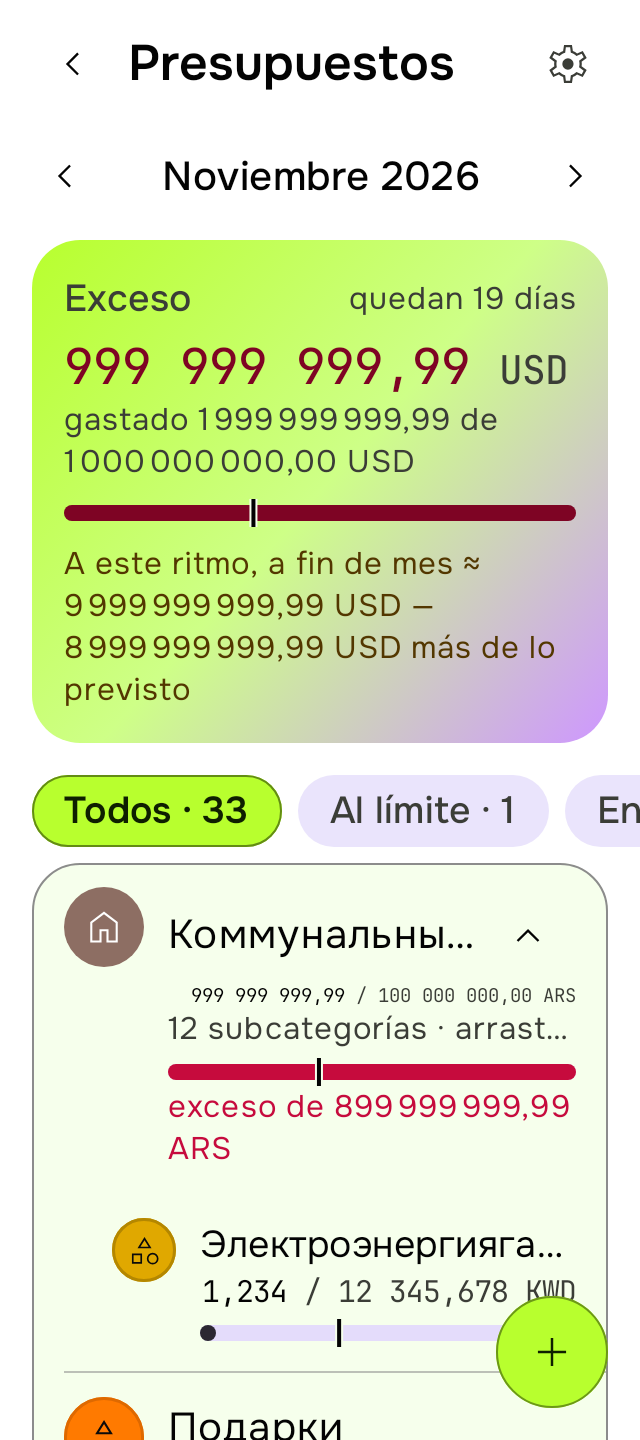 Presupuestos
Noviembre 2026
Exceso
quedan 19 días
999 999 999,99 USD
gastado 1 999 999 999,99 de
1 000 000 000,00 USD
A este ritmo, a fin de mes ≈
9 999 999 999,99 USD —
8 999 999 999,99 USD más de lo
previsto
Todos · 33
Al límite · 1
En
Коммунальны...
999 999 999,99 / 100 000 000,00 ARS
12 subcategorías · arrast...
exceso de 899 999 999,99
ARS
Электроэнергияга...
1,234 / 12 345,678 KWD
Подарки